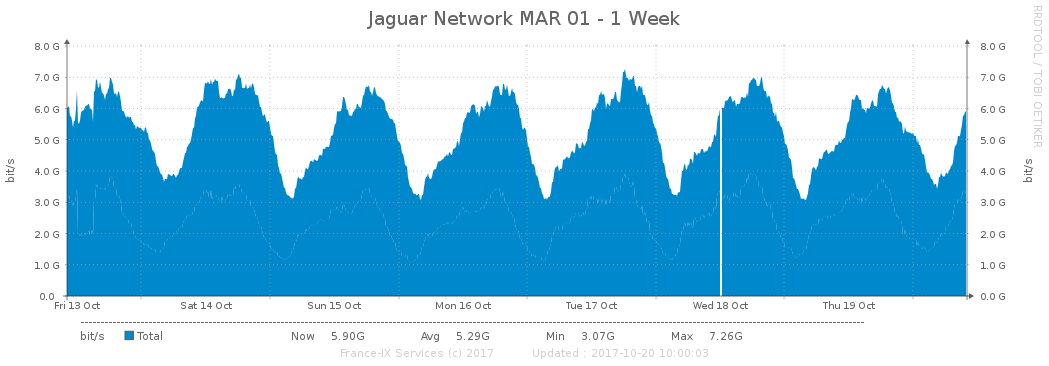 Jaguar Network MAR 01 - 1 Week
RRDTOOL / TOBI OETIKER
8.0 G 8.0 G
7.0 G 7.0 G
6.0 G 6.0 G
5.0 G 5.0 G
4.0 G 4.0 G
3.0 G 3.0 G
2.0 G 2.0 G
1.0 G 1.0 G
0.0 0.0 G
bit/s
bit/s
Fri 13 Oct Sat 14 Oct Sun 15 Oct Mon 16 Oct Tue 17 Oct Wed 18 Oct Thu 19 Oct
bit/s Total Now 5.90G Avg 5.29G Min 3.07G Max 7.26G
France-IX Services (c) 2017 Updated : 2017-10-20 10:00:03